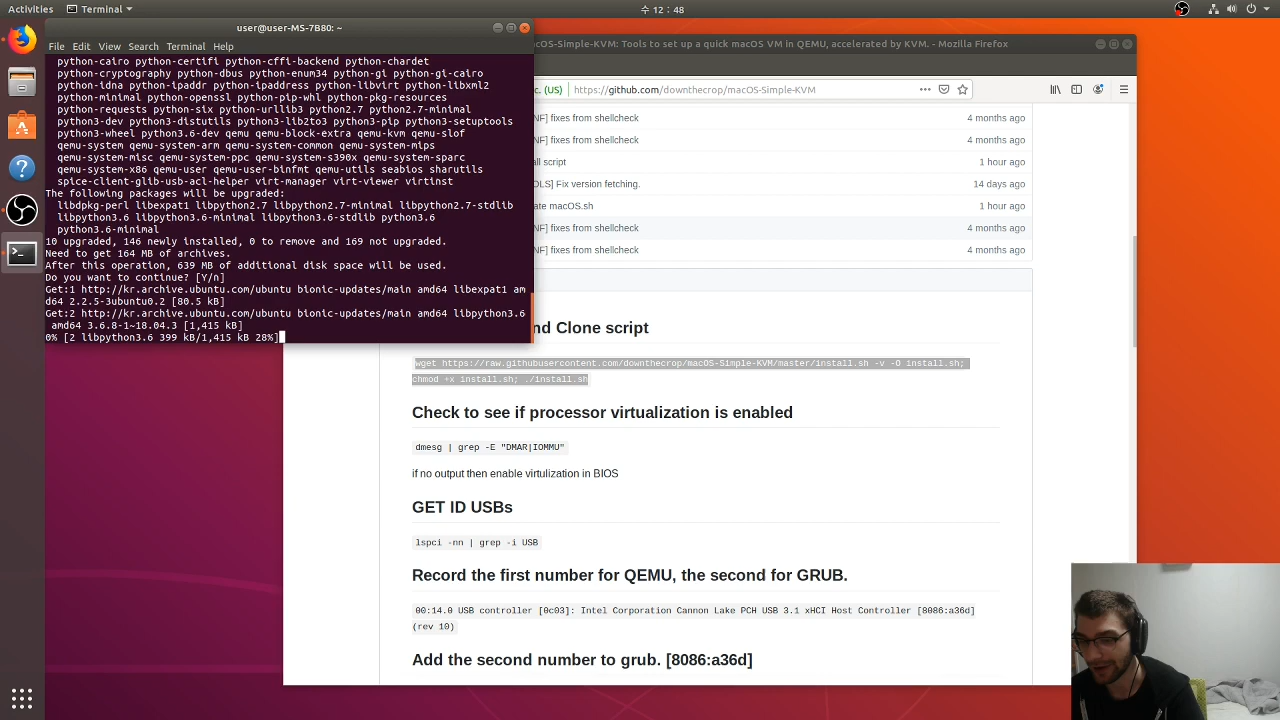 Activities
Terminal
수 12 : 48
user@user-MS-7B80: ~
File Edit View Search Terminal Help
python-cairo python-certifi python-cffi-backend python-chardet
python-cryptography python-dbus python-enum34 python-gi python-gi-cairo
python-idna python-ipaddr python-ipaddress python-libvirt python-libxml2
python-minimal python-openssl python-pip-whl python-pkg-resources
python-requests python-six python-urllib3 python2.7 python2.7-minimal
python3-dev python3-distutils python3-lib2to3 python3-pip python3-setuptools
python3-wheel python3.6-dev qemu qemu-block-extra qemu-kvm qemu-slof
qemu-system qemu-system-arm qemu-system-common qemu-system-mips
qemu-system-misc qemu-system-ppc qemu-system-s390x qemu-system-sparc
qemu-system-x86 qemu-user qemu-user-binfmt qemu-utils seabios sharutils
spice-client-glib-usb-acl-helper virt-manager virt-viewer virtinst
The following packages will be upgraded:
libdpkg-perl libexpat1 libpython2.7 libpython2.7-minimal libpython2.7-stdlib
libpython3.6 libpython3.6-minimal libpython3.6-stdlib python3.6
python3.6-minimal
10 upgraded, 146 newly installed, 0 to remove and 169 not upgraded.
Need to get 164 MB of archives.
After this operation, 639 MB of additional disk space will be used.
Do you want to continue? [Y/n]
Get:1 http://kr.archive.ubuntu.com/ubuntu bionic-updates/main amd64 libexpat1 am
d64 2.2.5-3ubuntu0.2 [80.5 kB]
Get:2 http://kr.archive.ubuntu.com/ubuntu bionic-updates/main amd64 libpython3.6
amd64 3.6.8-1~18.04.3 [1,415 kB]
0% [2 libpython3.6 399 kB/1,415 kB 28%]
acOS-Simple-KVM: Tools to set up a quick macOS VM in QEMU, accelerated by KVM. - Mozilla Firefox
c. (US)
https://github.com/downthecrop/macOS-Simple-KVM
NF] fixes from shellcheck 4 months ago
NF] fixes from shellcheck 4 months ago
all script 1 hour ago
OLS] Fix version fetching. 14 days ago
ate macOS.sh 1 hour ago
NF] fixes from shellcheck 4 months ago
NF] fixes from shellcheck 4 months ago
nd Clone script
wget https://raw.githubusercontent.com/downthecrop/macOS-Simple-KVM/master/install.sh -v -O install.sh;
chmod +x install.sh; ./install.sh
Check to see if processor virtualization is enabled
dmesg | grep -E "DMAR|IOMMU"
if no output then enable virtulization in BIOS
GET ID USBs
lspci -nn | grep -i USB
Record the first number for QEMU, the second for GRUB.
00:14.0 USB controller [0c03]: Intel Corporation Cannon Lake PCH USB 3.1 xHCI Host Controller [8086:a36d]
(rev 10)
Add the second number to grub. [8086:a36d]